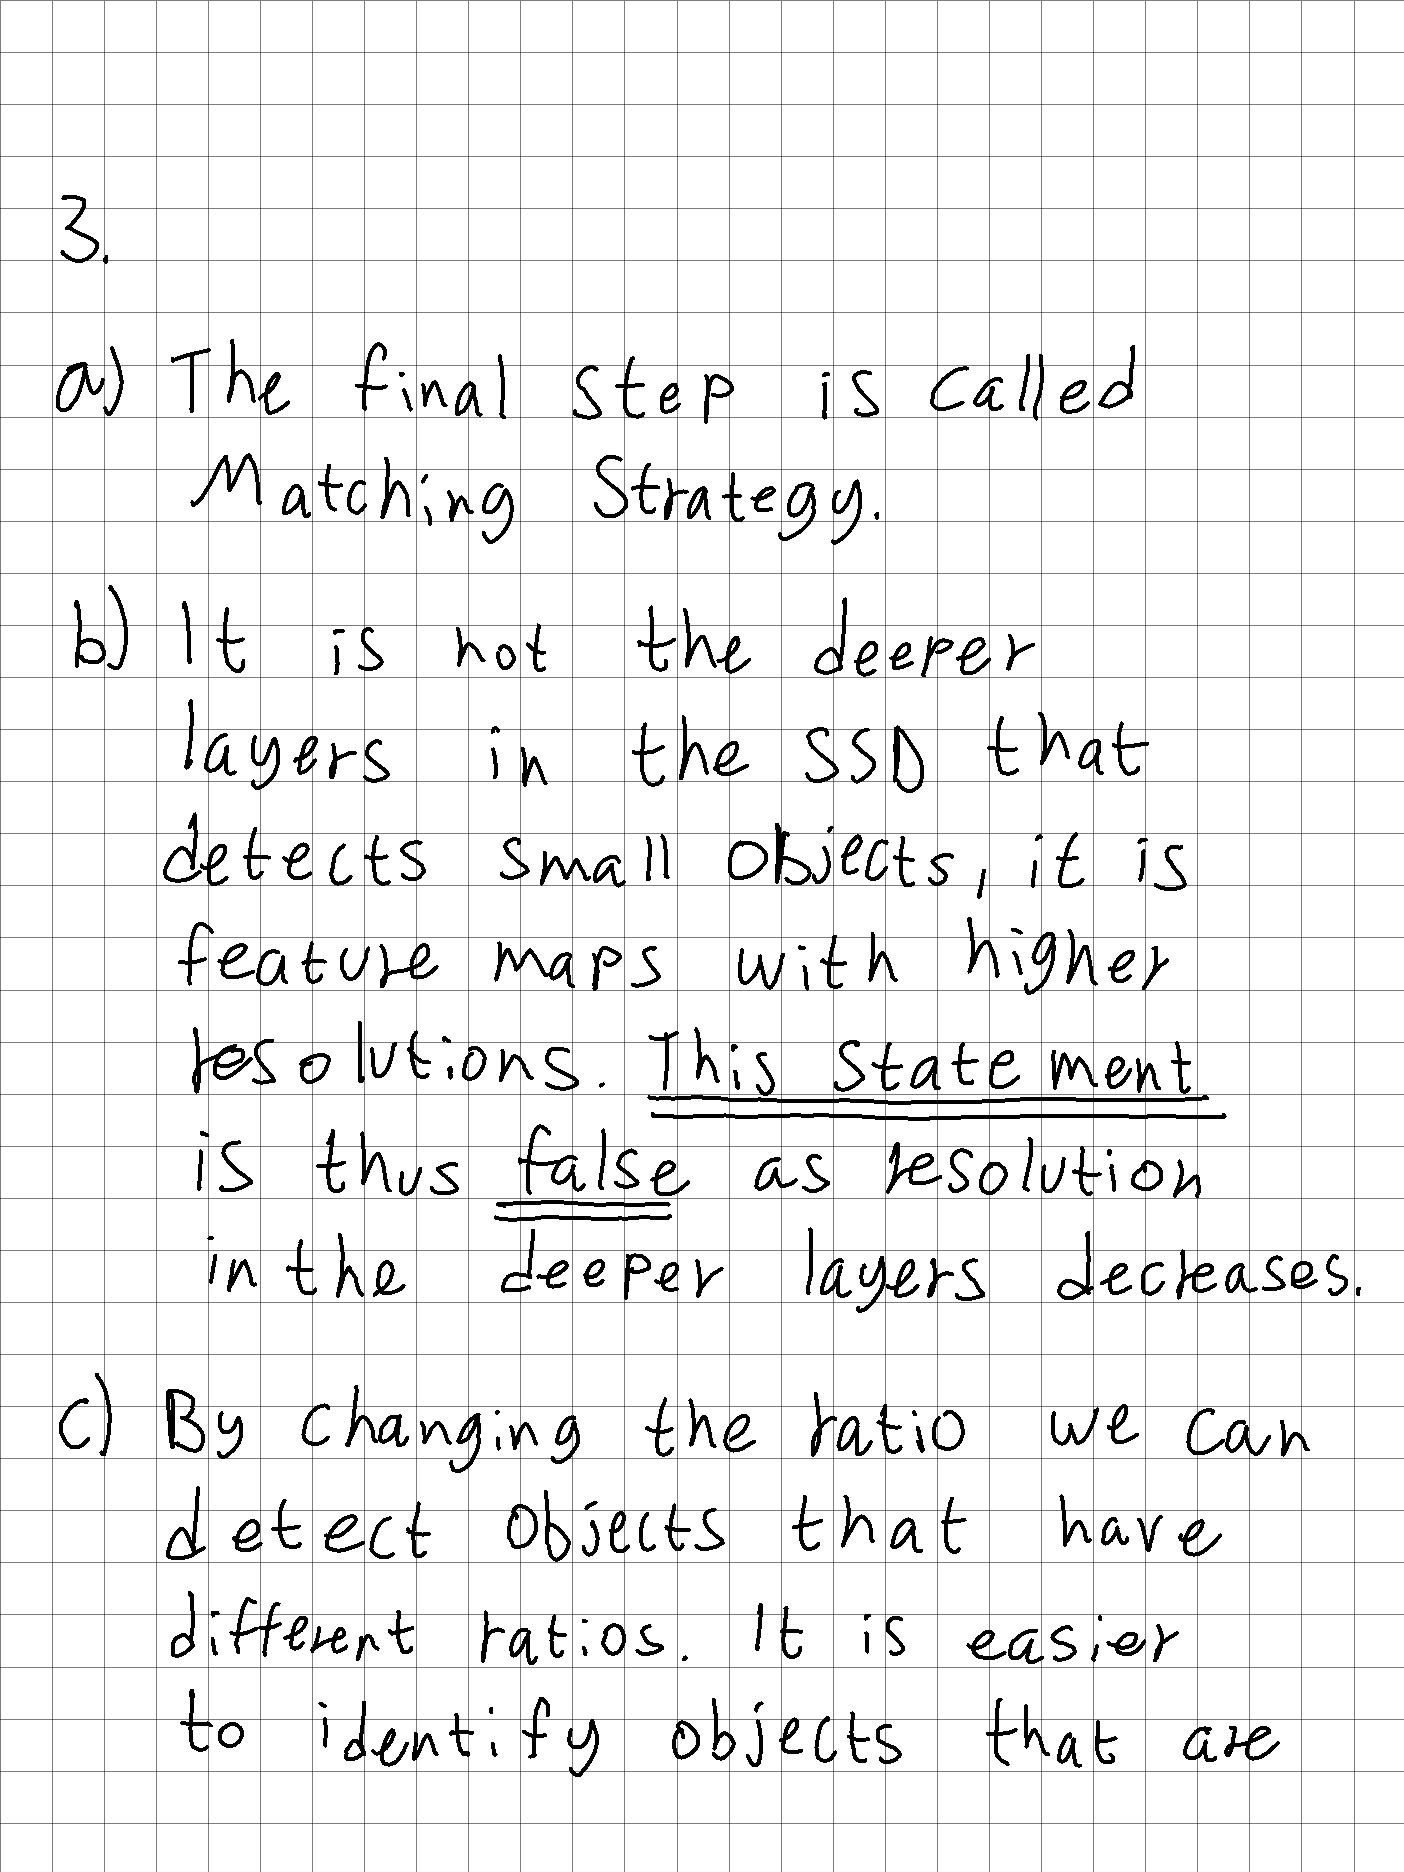 3.
a) The final step is called
Matching Strategy.
b) It is not the deeper
layers in the SSD that
detects small objects, it is
feature maps with higher
resolutions. This statement
is thus false as resolution
in the deeper layers decreases.
c) By changing the ratio we can
detect objects that have
different ratios. It is easier
to identify objects that are